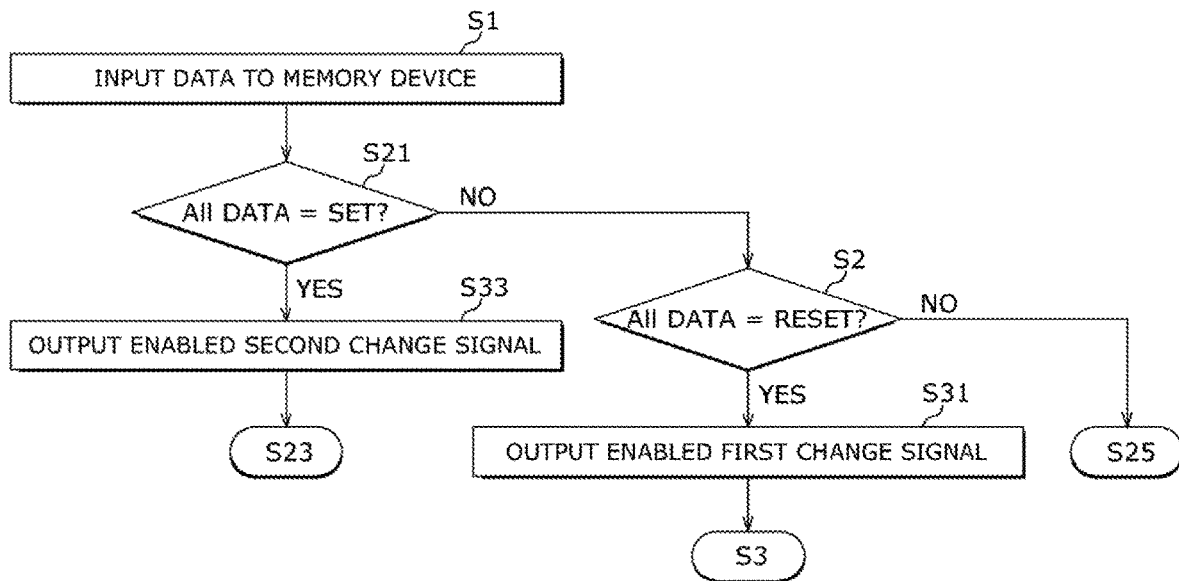 S1
INPUT DATA TO MEMORY DEVICE
S21
All DATA = SET?
NO
YES
S33
OUTPUT ENABLED SECOND CHANGE SIGNAL
S23
S2
All DATA = RESET?
NO
YES
S31
OUTPUT ENABLED FIRST CHANGE SIGNAL
S25
S3